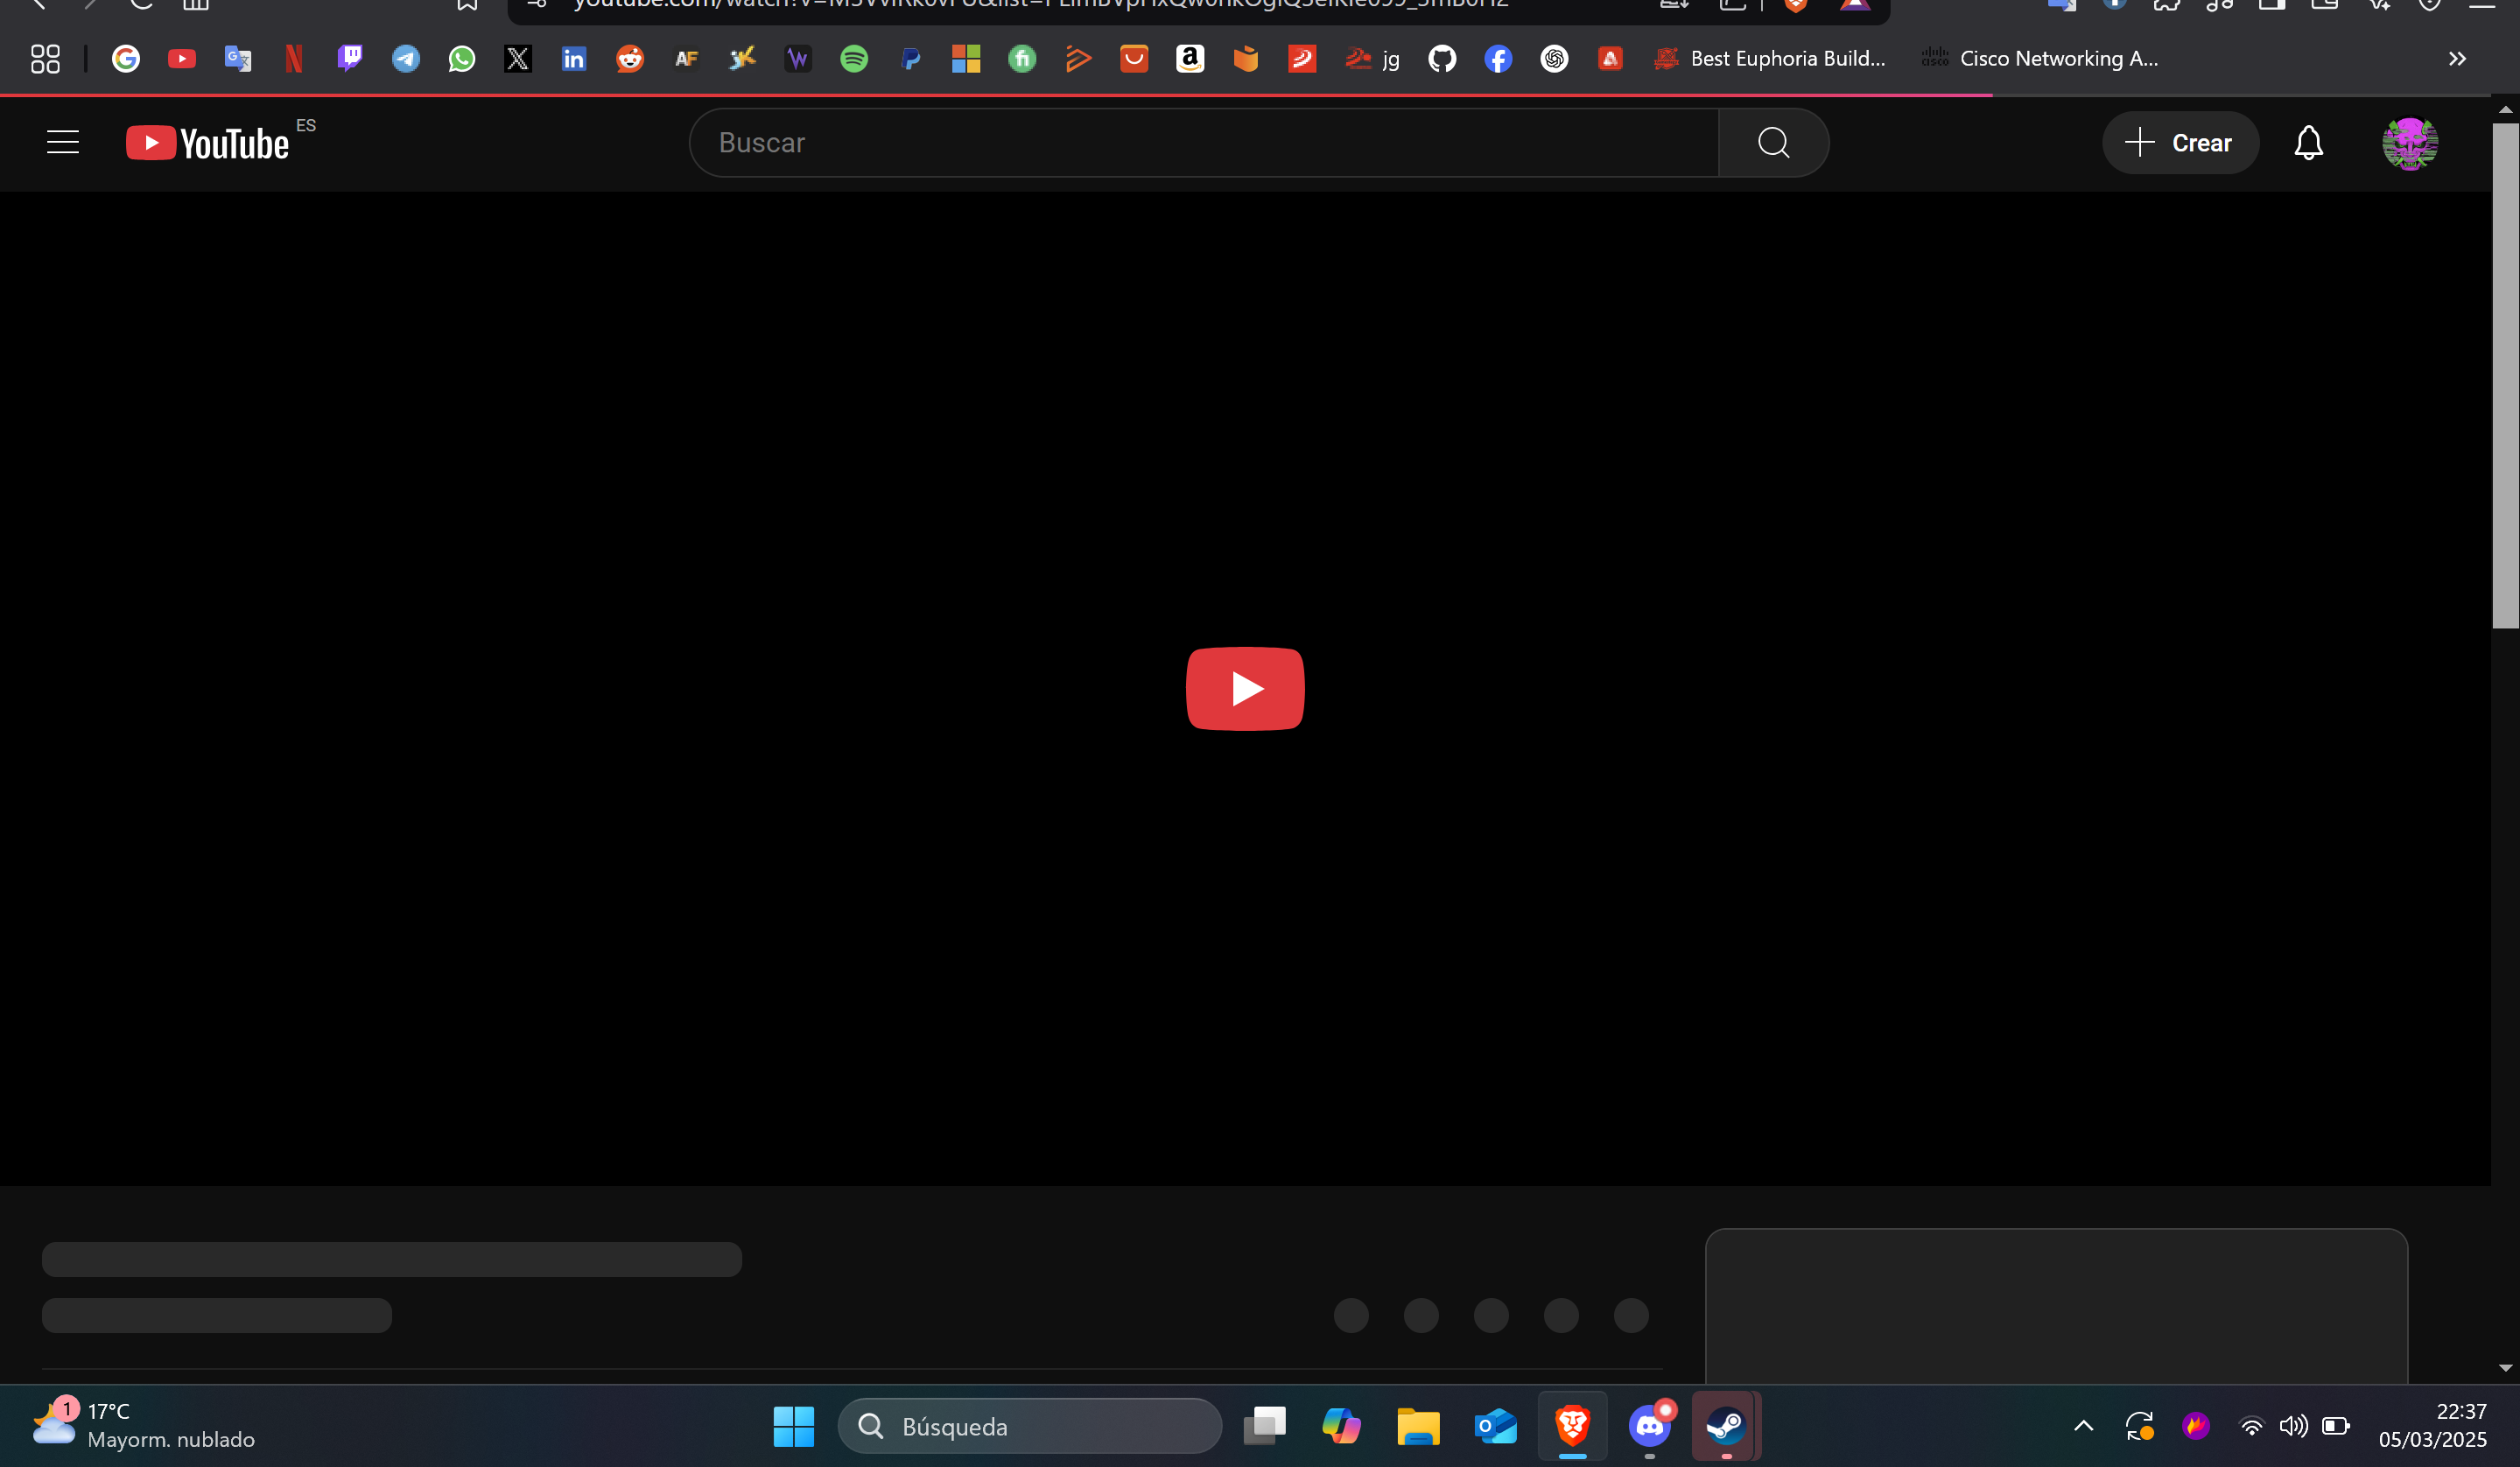 jg
Best Euphoria Build...
Cisco Networking A...
YouTube ES
Buscar
Crear
1
17°C
Mayorm. nublado
Búsqueda
22:37
05/03/2025